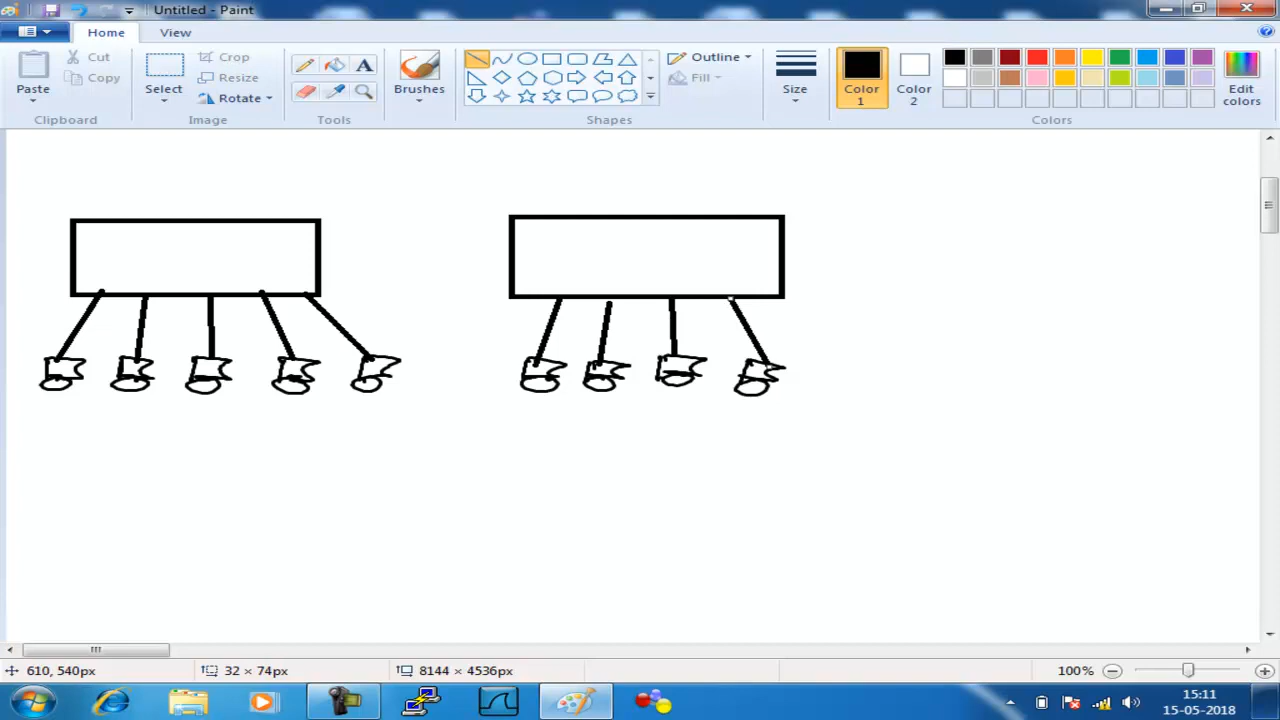 Untitled - Paint
Home
View
Paste
Cut
Copy
Clipboard
Select
Crop
Resize
Rotate
Image
A
Tools
Brushes
Outline
Fill
Shapes
Size
Color
1
Color
2
Edit
colors
Colors
610, 540px
32 × 74px
8144 × 4536px
100%
15:11
15-05-2018